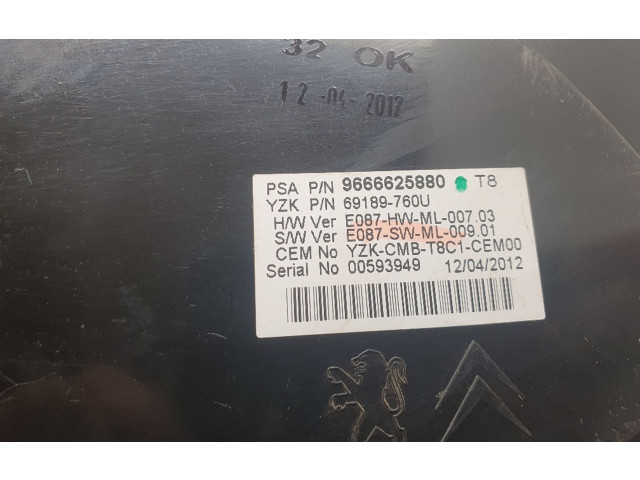 32 OK
12-04-2012
PSA P/N 9666625880 T8
YZK P/N 69189-760U
H/W Ver E087-HW-ML-007.03
S/W Ver E087-SW-ML-009.01
CEM No YZK-CMB-T8C1-CEM00
Serial No 00593949 12/04/2012